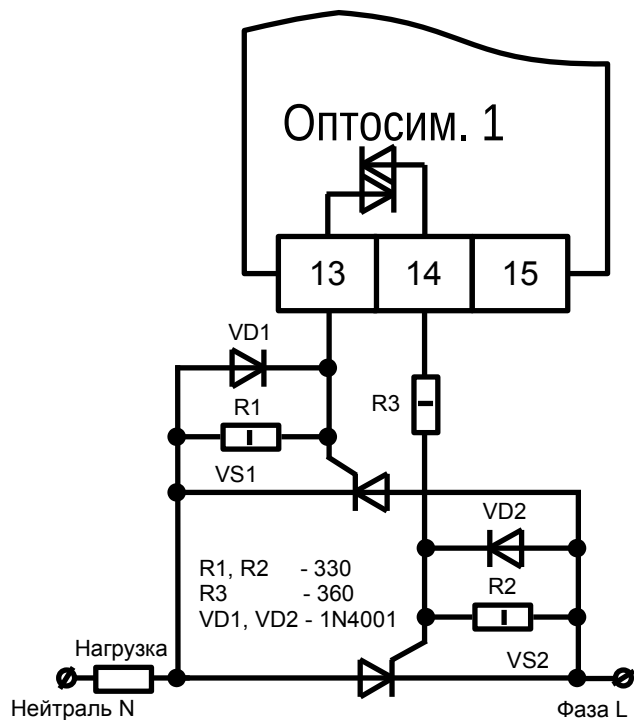 Оптосим. 1
13 14 15
VD1
R1
R3
VS1
VD2
R1, R2 - 330
R3 - 360
VD1, VD2 - 1N4001
R2
Нагрузка
VS2
Нейтраль N
Фаза L